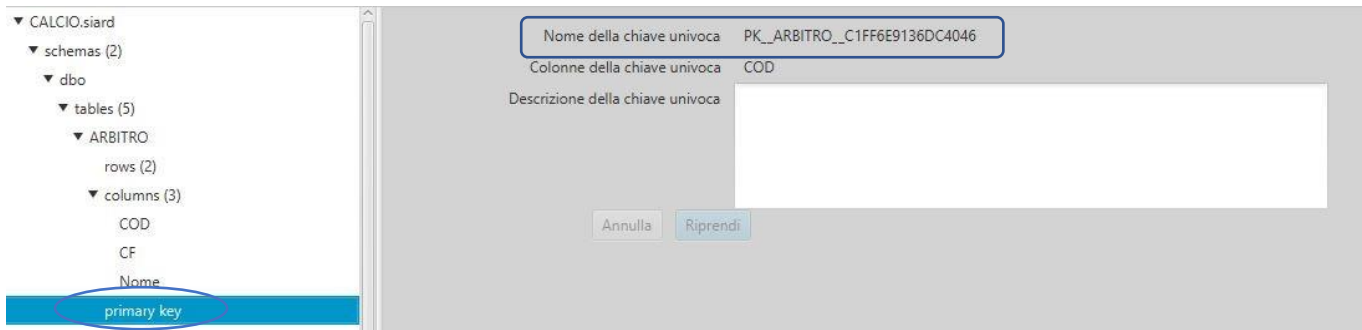 CALCIO.siard
schemas (2)
dbo
tables (5)
ARBITRO
rows (2)
columns (3)
COD
CF
Nome
primary key
Nome della chiave univoca PK__ARBITRO__C1FF6E9136DC4046
Colonne della chiave univoca COD
Descrizione della chiave univoca
Annulla Riprendi